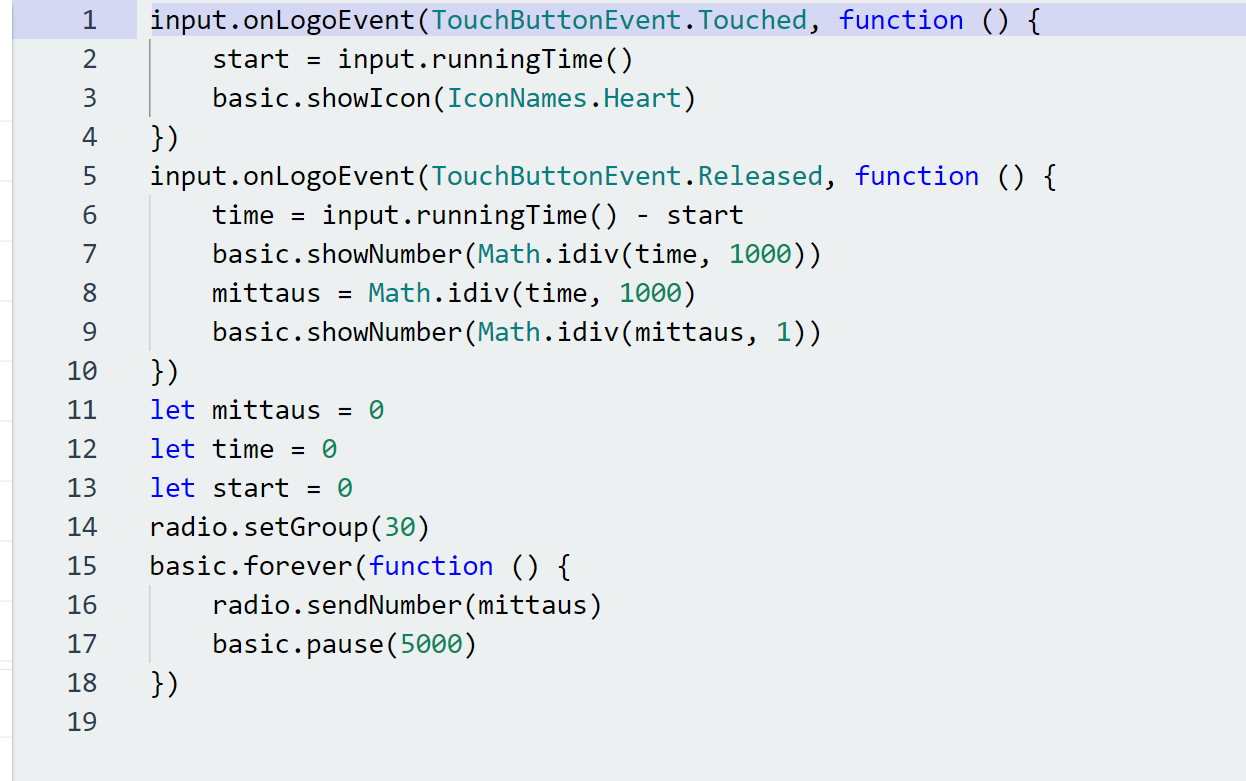 1 input.onLogoEvent(TouchButtonEvent.Touched, function () {
2     start = input.runningTime()
3     basic.showIcon(IconNames.Heart)
4 })
5 input.onLogoEvent(TouchButtonEvent.Released, function () {
6     time = input.runningTime() - start
7     basic.showNumber(Math.idiv(time, 1000))
8     mittaus = Math.idiv(time, 1000)
9     basic.showNumber(Math.idiv(mittaus, 1))
10 })
11 let mittaus = 0
12 let time = 0
13 let start = 0
14 radio.setGroup(30)
15 basic.forever(function () {
16     radio.sendNumber(mittaus)
17     basic.pause(5000)
18 })
19